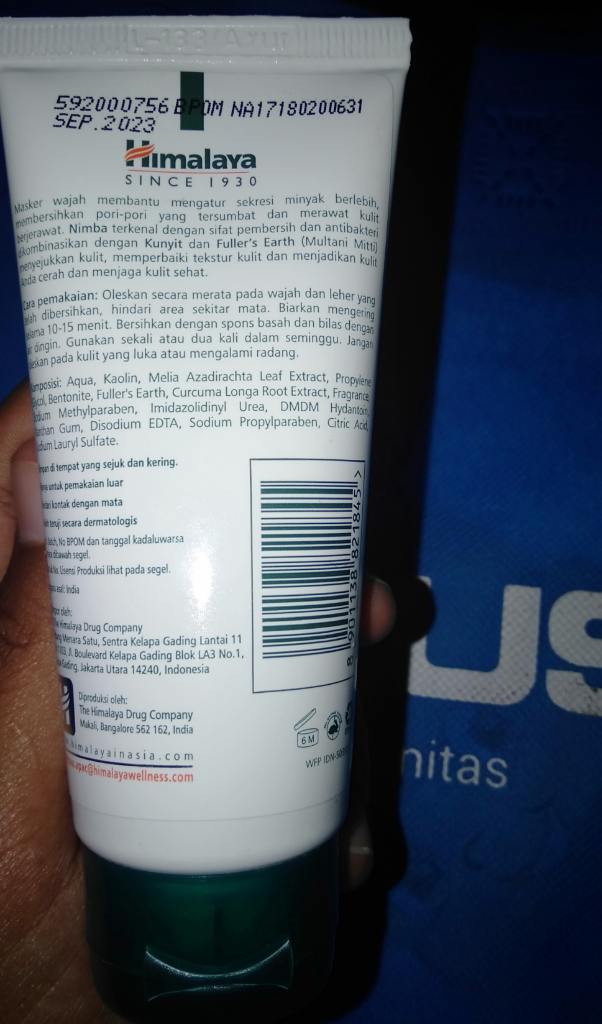 592000756 BPOM NA17180200631
SEP.2023
Himalaya
SINCE 1930
Masker wajah membantu mengatur sekresi minyak berlebih,
membersihkan pori-pori yang tersumbat dan merawat kulit
berjerawat. Nimba terkenal dengan sifat pembersih dan antibakteri
dikombinasikan dengan Kunyit dan Fuller's Earth (Multani Mitti)
menyejukkan kulit, memperbaiki tekstur kulit dan menjadikan kulit
Anda cerah dan menjaga kulit sehat.
Cara pemakaian: Oleskan secara merata pada wajah dan leher yang
telah dibersihkan, hindari area sekitar mata. Biarkan mengering
selama 10-15 menit. Bersihkan dengan spons basah dan bilas dengan
air dingin. Gunakan sekali atau dua kali dalam seminggu. Jangan
oleskan pada kulit yang luka atau mengalami radang.
Komposisi: Aqua, Kaolin, Melia Azadirachta Leaf Extract, Propylene
Glycol, Bentonite, Fuller's Earth, Curcuma Longa Root Extract, Fragrance,
Sodium Methylparaben, Imidazolidinyl Urea, DMDM Hydantoin,
Xanthan Gum, Disodium EDTA, Sodium Propylparaben, Citric Acid,
Sodium Lauryl Sulfate.
di tempat yang sejuk dan kering.
untuk pemakaian luar
kontak dengan mata
teruji secara dermatologis
Batch, No BPOM dan tanggal kadaluwarsa
dibawah segel.
Lisensi Produksi lihat pada segel.
asal: India
oleh:
The Himalaya Drug Company
Menara Satu, Sentra Kelapa Gading Lantai 11
Jl. Boulevard Kelapa Gading Blok LA3 No.1,
Gading, Jakarta Utara 14240, Indonesia
8 901138 821845 >
Diproduksi oleh:
The Himalaya Drug Company
Makali, Bangalore 562 162, India
himalayainasia.com
apac@himalayawellness.com
6 M
WFP
US
nitas